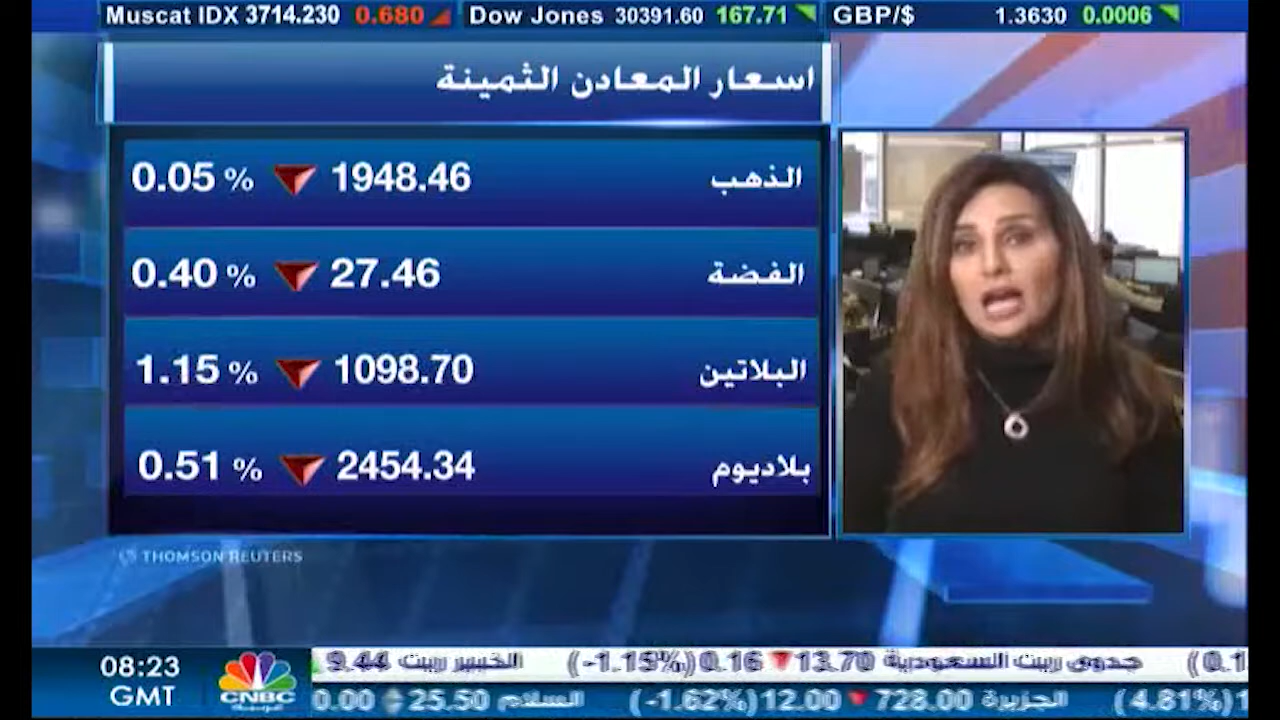 Muscat IDX 3714.230 0.680 Dow Jones 30391.60 167.71 GBP/$ 1.3630 0.0006
اسعار المعادن الثمينة
الذهب 1948.46 0.05 %
الفضة 27.46 0.40 %
البلاتين 1098.70 1.15 %
بلاديوم 2454.34 0.51 %
THOMSON REUTERS
08:23
GMT
CNBC
عربية
9.44 الخبير ريت (-1.15%) 0.16 13.70 جدوى ريت السعودية
0.00 25.50 السلام (-1.62%) 12.00 728.00 الجزيرة (4.81%)